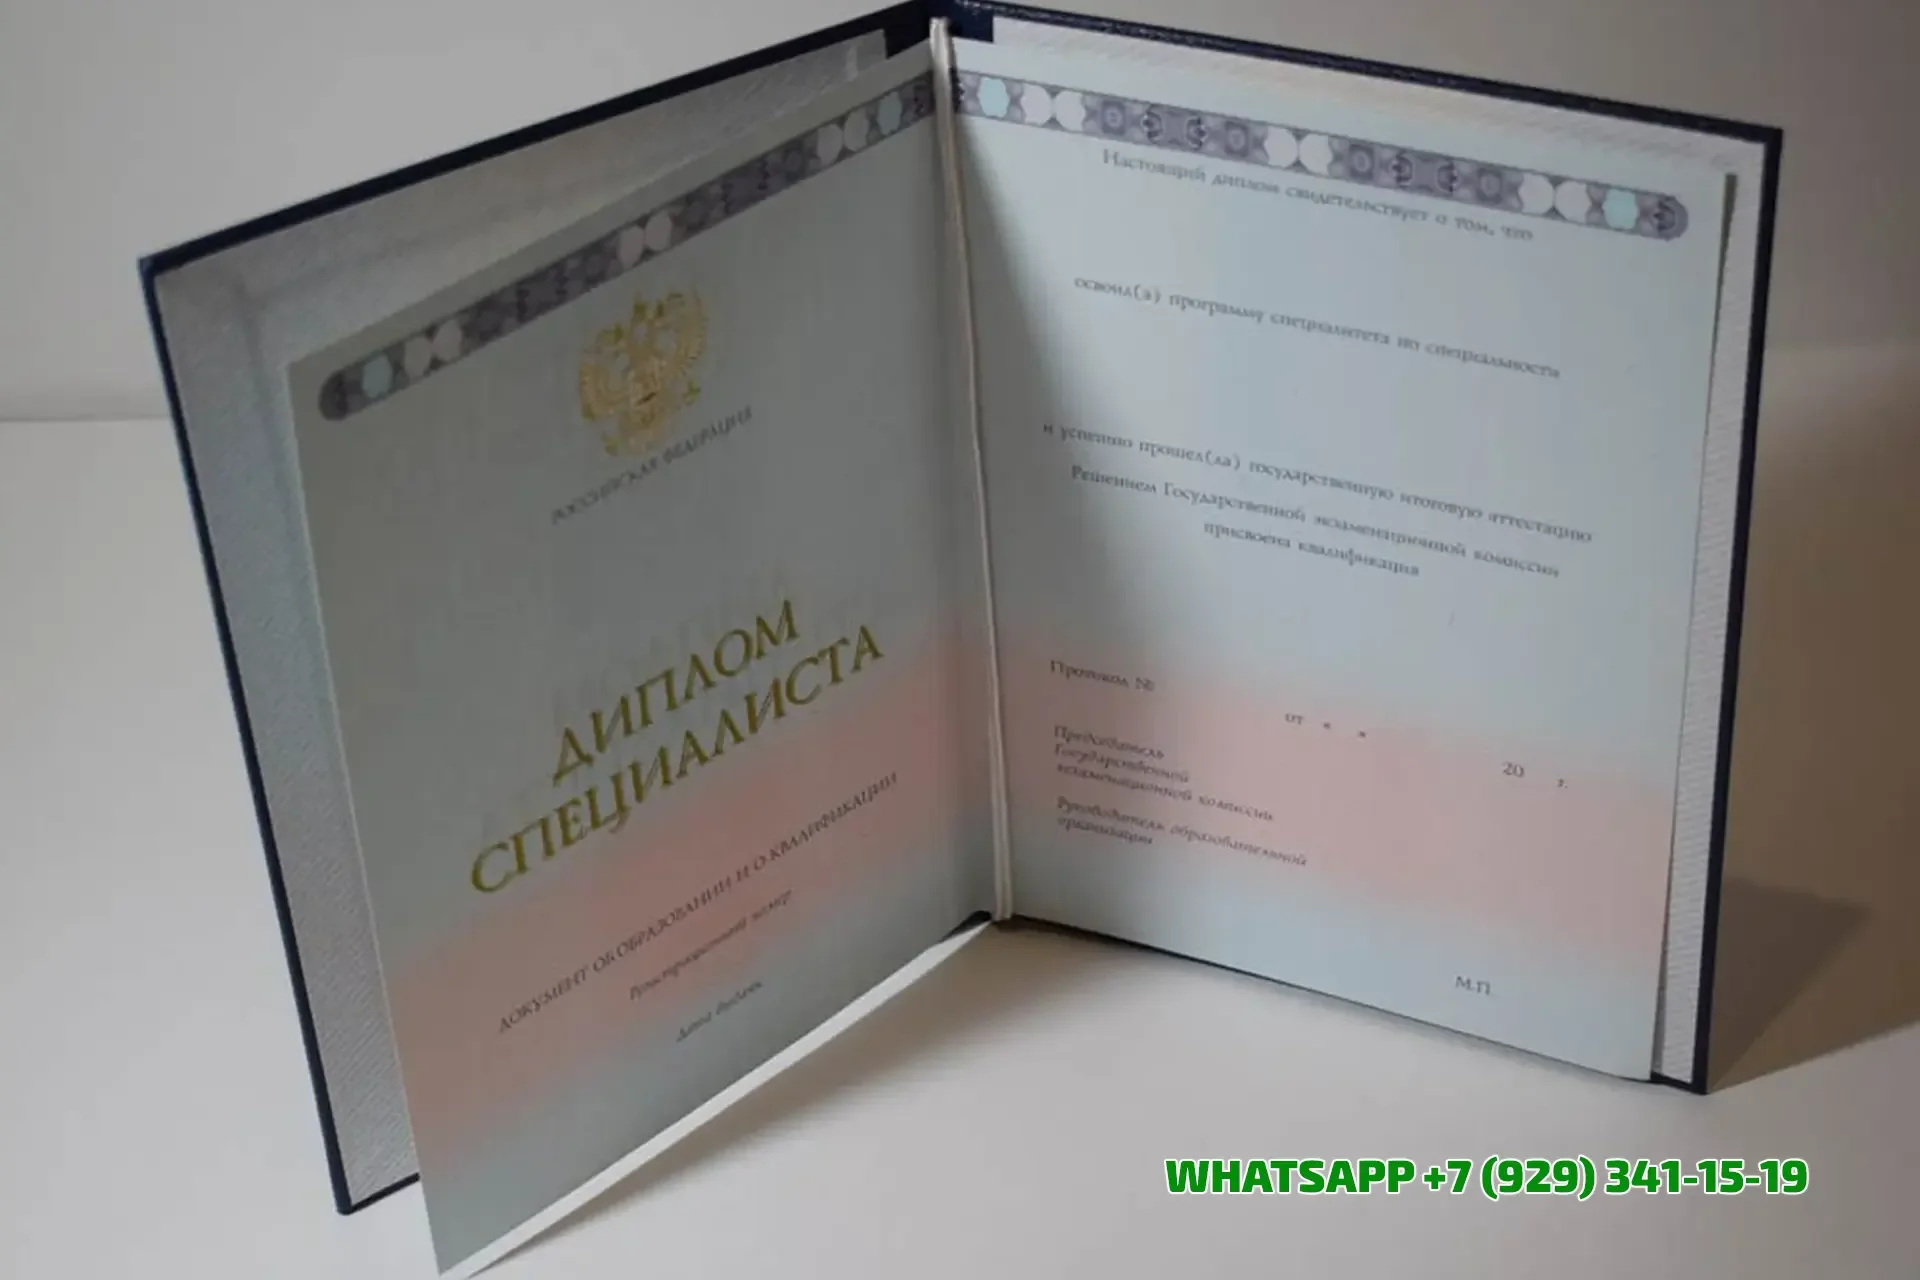 РОССИЙСКАЯ ФЕДЕРАЦИЯ
ДИПЛОМ
СПЕЦИАЛИСТА
ДОКУМЕНТ ОБ ОБРАЗОВАНИИ И О КВАЛИФИКАЦИИ
Регистрационный номер
Дата выдачи
Настоящий диплом свидетельствует о том, что
освоил(а) программу специалитета по специальности
и успешно прошел(ла) государственную итоговую аттестацию
Решением Государственной экзаменационной комиссии
присвоена квалификация
Протокол №
от « »
20 г.
Председатель
Государственной
экзаменационной комиссии
Руководитель образовательной
организации
М.П.
WHATSAPP +7 (929) 341-15-19